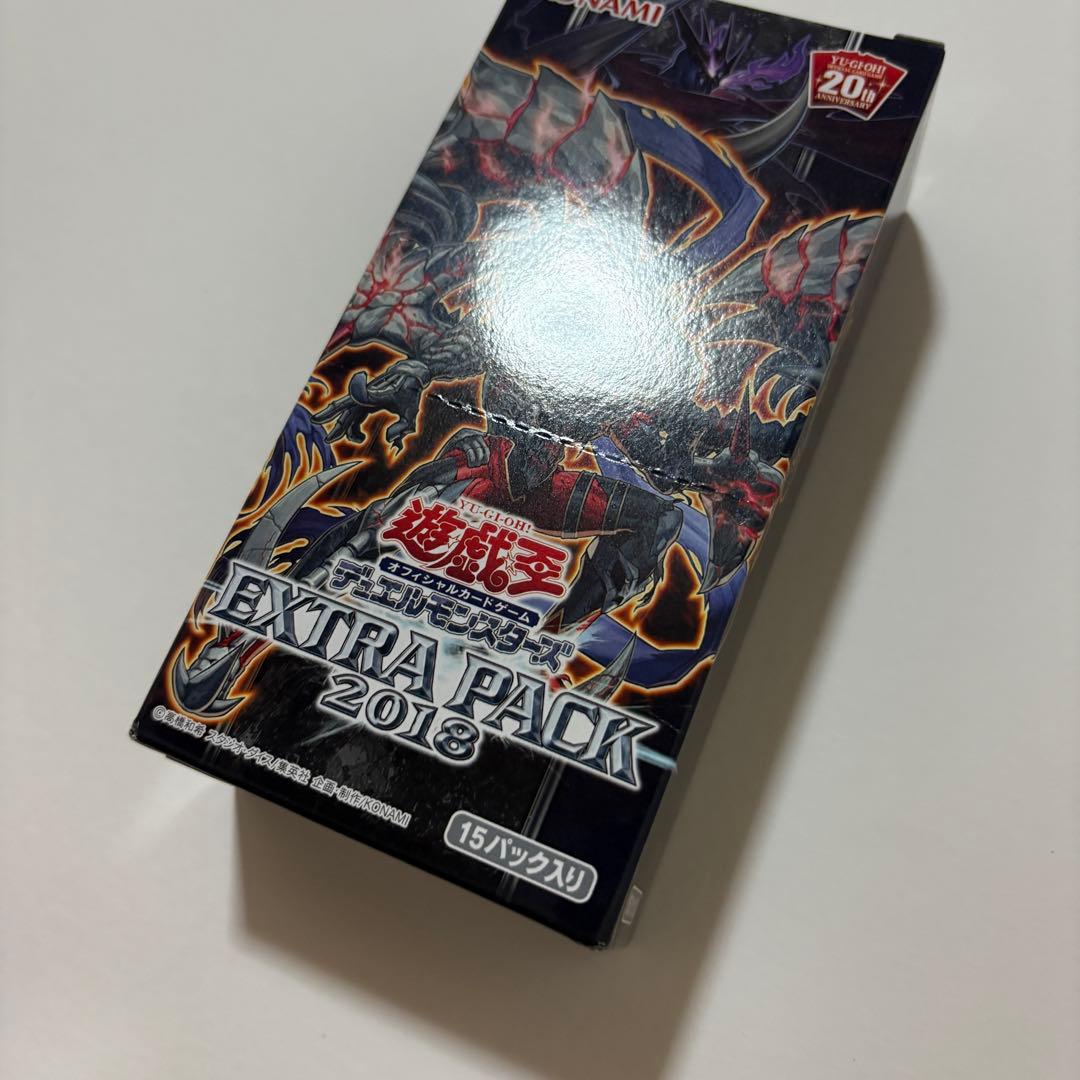 KONAMI
YU-GI-OH!
OFFICIAL CARD GAME
20th
ANNIVERSARY
YU-GI-OH!
遊戯王
オフィシャルカードゲーム
デュエルモンスターズ
EXTRA PACK
2018
©高橋和希 スタジオ・ダイス/集英社 企画・制作/KONAMI
15パック入り